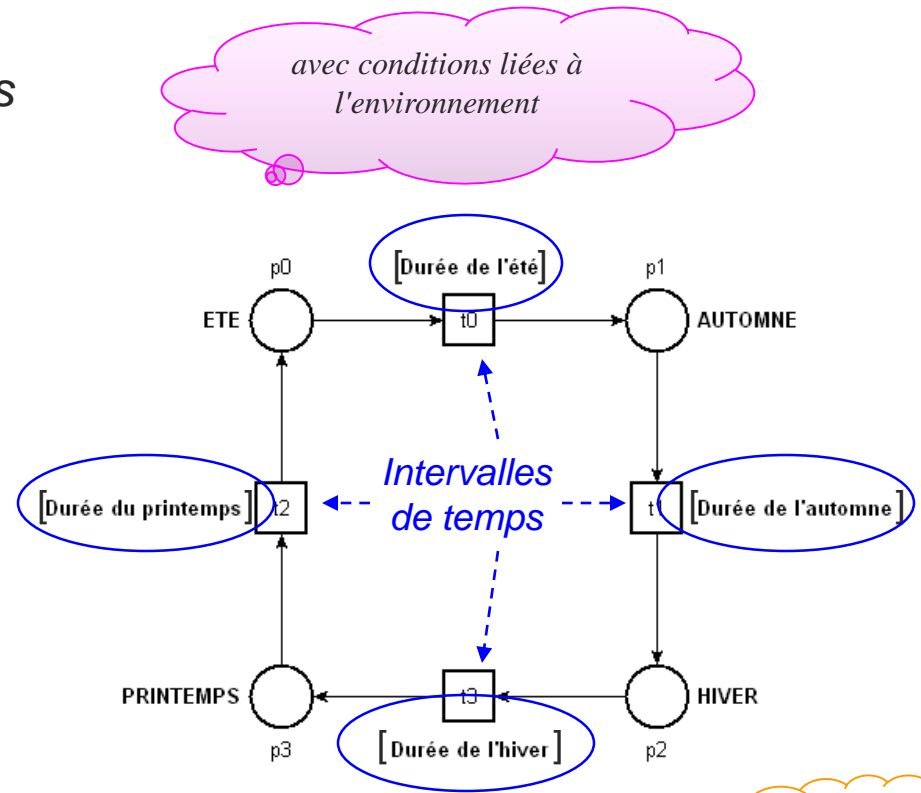 s
avec conditions liées à
l'environnement
[Durée de l'été]
p0
p1
ETE
t0
AUTOMNE
Intervalles
de temps
[Durée du printemps]
t2
t1
[Durée de l'automne]
PRINTEMPS
t3
HIVER
p3
[Durée de l'hiver]
p2